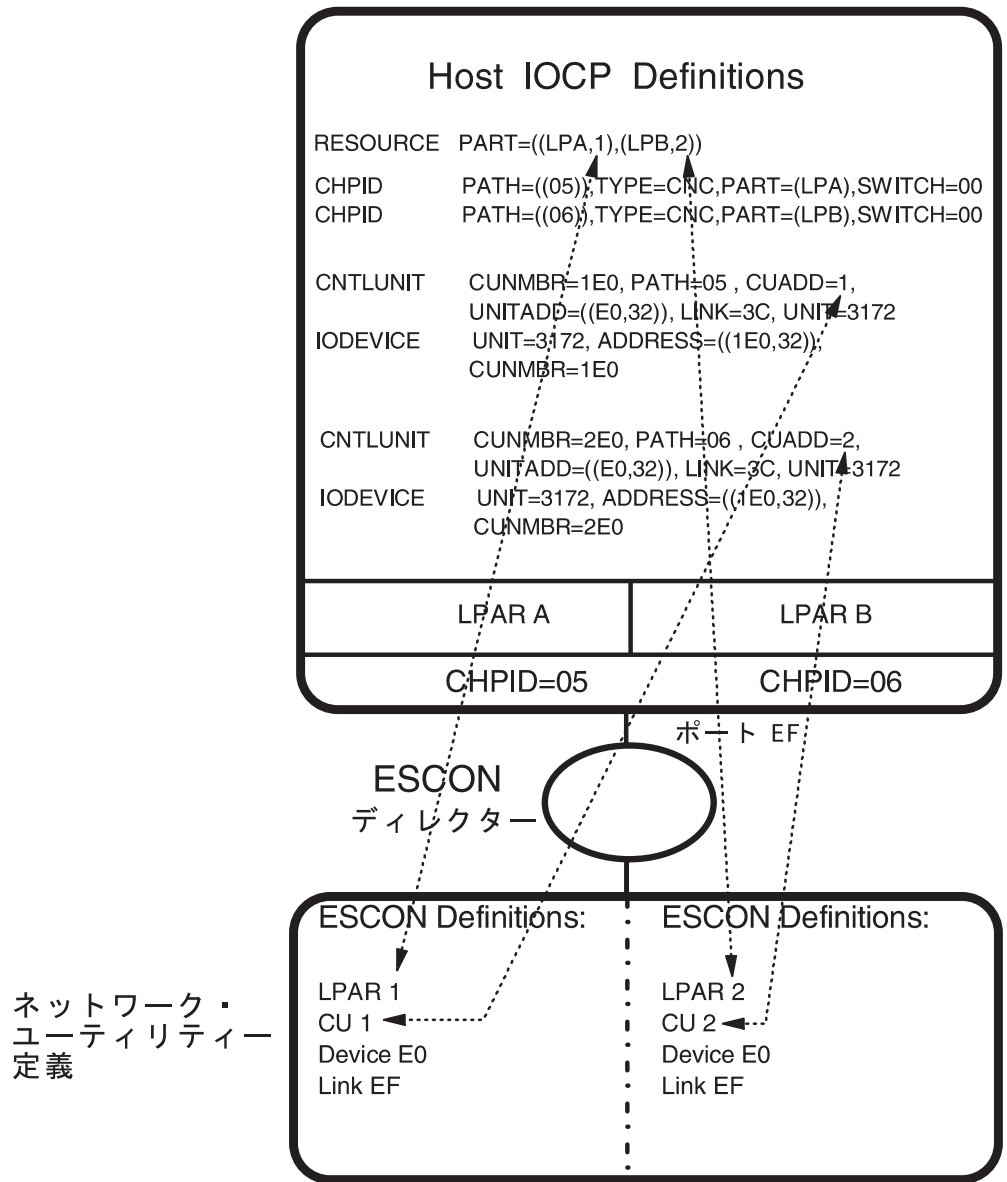 Host IOCP Definitions
RESOURCE PART=((LPA,1),(LPB,2))
CHPID PATH=((05)),TYPE=CNC,PART=(LPA),SWITCH=00
CHPID PATH=((06)),TYPE=CNC,PART=(LPB),SWITCH=00
CNTLUNIT CUNMBR=1E0, PATH=05 , CUADD=1,
UNITADD=((E0,32)), LINK=3C, UNIT=3172
IODEVICE UNIT=3172, ADDRESS=((1E0,32)),
CUNMBR=1E0
CNTLUNIT CUNMBR=2E0, PATH=06 , CUADD=2,
UNITADD=((E0,32)), LINK=3C, UNIT=3172
IODEVICE UNIT=3172, ADDRESS=((1E0,32)),
CUNMBR=2E0
LPAR A
LPAR B
CHPID=05
CHPID=06
ポート EF
ESCON
ディレクター
ESCON Definitions:
LPAR 1
CU 1
Device E0
Link EF
ESCON Definitions:
LPAR 2
CU 2
Device E0
Link EF
ネットワーク・
ユーティリティー
定義